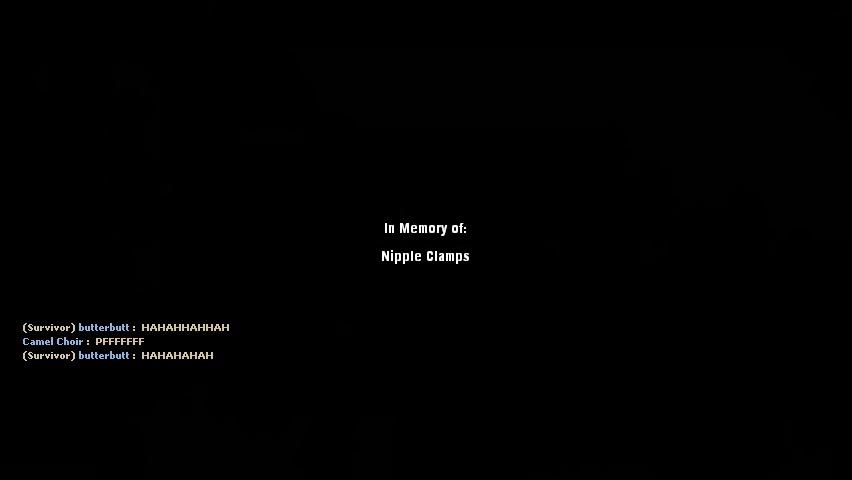 In Memory of:
Nipple Clamps
(Survivor) butterbutt : HAHAHHAHHAH
Camel Choir : PFFFFFFF
(Survivor) butterbutt : HAHAHAHAH